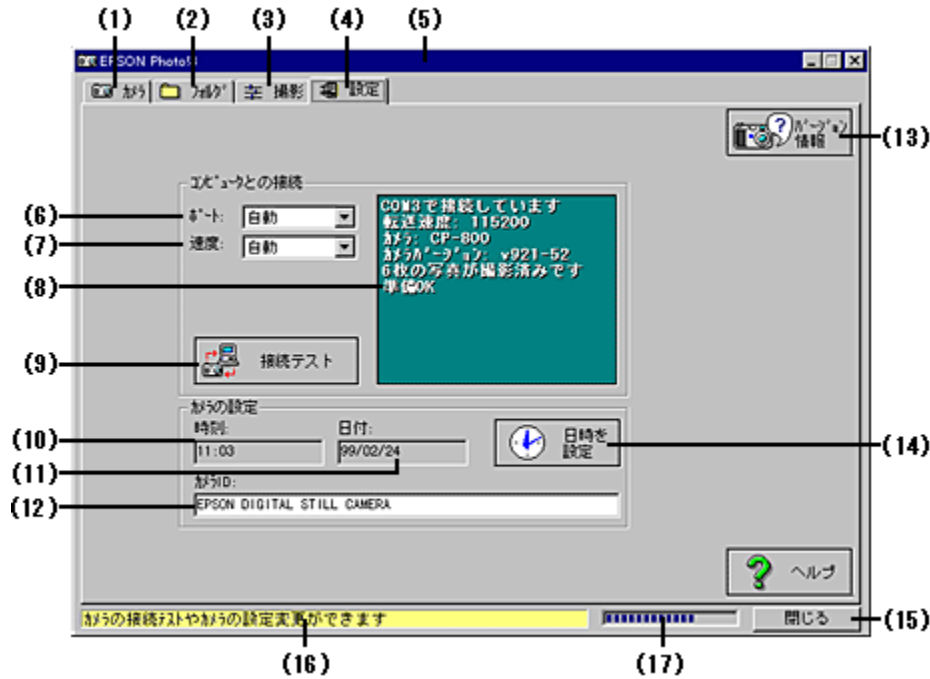 (1) (2) (3) (4) (5)
EPSON Photo!3
ｶﾒﾗ ﾌｫﾙﾀﾞ 撮影 設定
ﾊﾞｰｼﾞｮﾝ
情報
(13)
ｺﾝﾋﾟｭｰﾀとの接続
(6) ﾎﾟｰﾄ: 自動
(7) 速度: 自動
COM3で接続しています
転送速度: 115200
ｶﾒﾗ: CP-800
ｶﾒﾗﾊﾞｰｼﾞｮﾝ: v921-52
6枚の写真が撮影済みです
(8) 準備OK
(9) 接続テスト
ｶﾒﾗの設定
時刻: 日付:
(10) 11:03 99/02/24
(11)
日時を
設定
(14)
ｶﾒﾗID:
(12) EPSON DIGITAL STILL CAMERA
ヘルプ
ｶﾒﾗの接続ﾃｽﾄやｶﾒﾗの設定変更ができます 閉じる (15)
(16) (17)